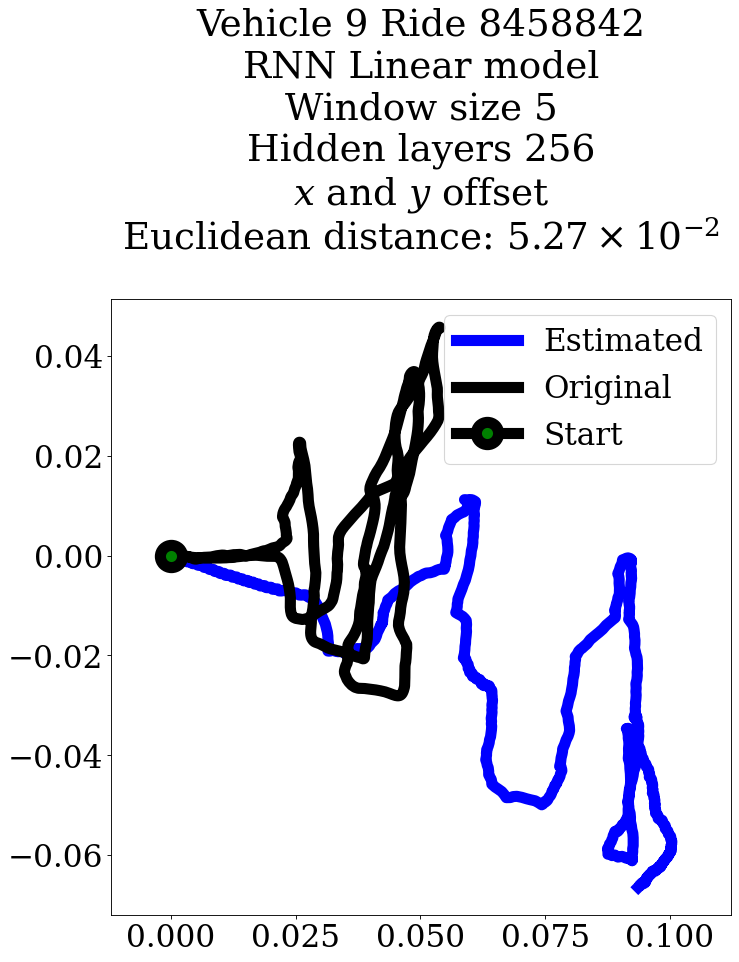 Vehicle 9 Ride 8458842
RNN Linear model
Window size 5
Hidden layers 256
x and y offset
Euclidean distance: 5.27 × 10⁻²
Estimated
Original
Start
0.04
0.02
0.00
−0.02
−0.04
−0.06
0.000 0.025 0.050 0.075 0.100